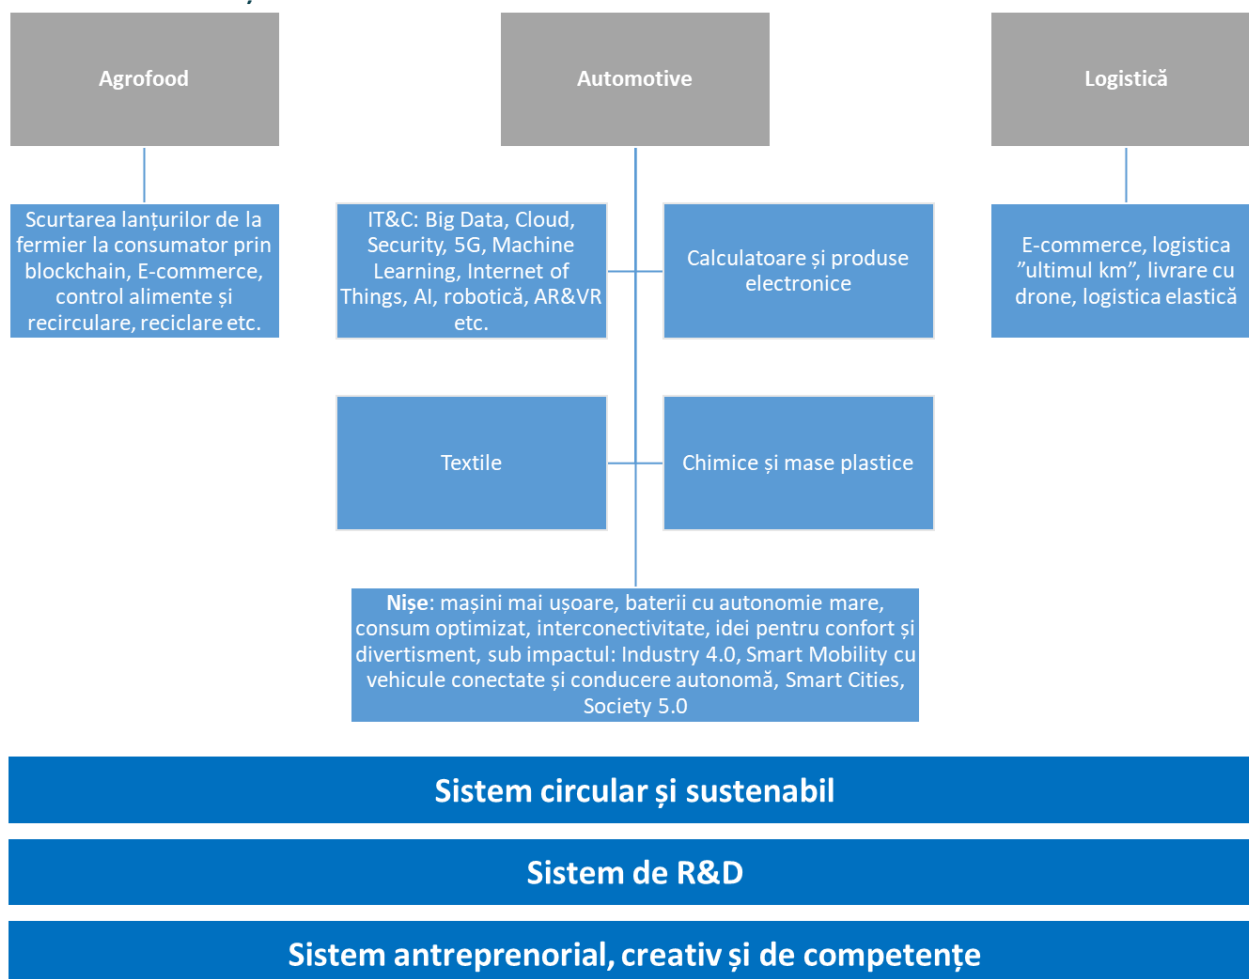 Agrofood
Automotive
Logistică
Scurtarea lanțurilor de la
fermier la consumator prin
blockchain, E-commerce,
control alimente și
recirculare, reciclare etc.
IT&C: Big Data, Cloud,
Security, 5G, Machine
Learning, Internet of
Things, AI, robotică, AR&VR
etc.
Calculatoare și produse
electronice
E-commerce, logistica
”ultimul km”, livrare cu
drone, logistica elastică
Textile
Chimice și mase plastice
Nișe: mașini mai ușoare, baterii cu autonomie mare,
consum optimizat, interconectivitate, idei pentru confort și
divertisment, sub impactul: Industry 4.0, Smart Mobility cu
vehicule conectate și conducere autonomă, Smart Cities,
Society 5.0
Sistem circular și sustenabil
Sistem de R&D
Sistem antreprenorial, creativ și de competențe